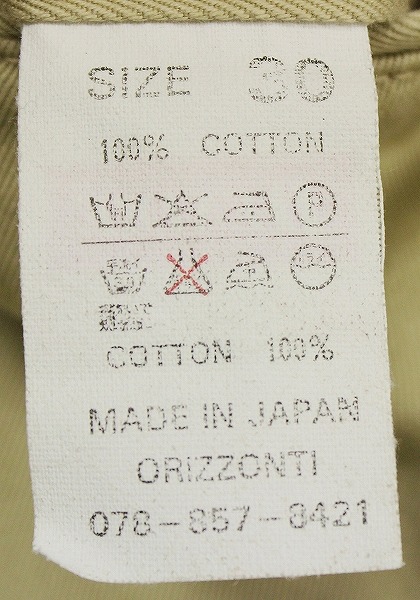 SIZE 30
100% COTTON
P
COTTON 100%
MADE IN JAPAN
ORIZZONTI
078-857-8421